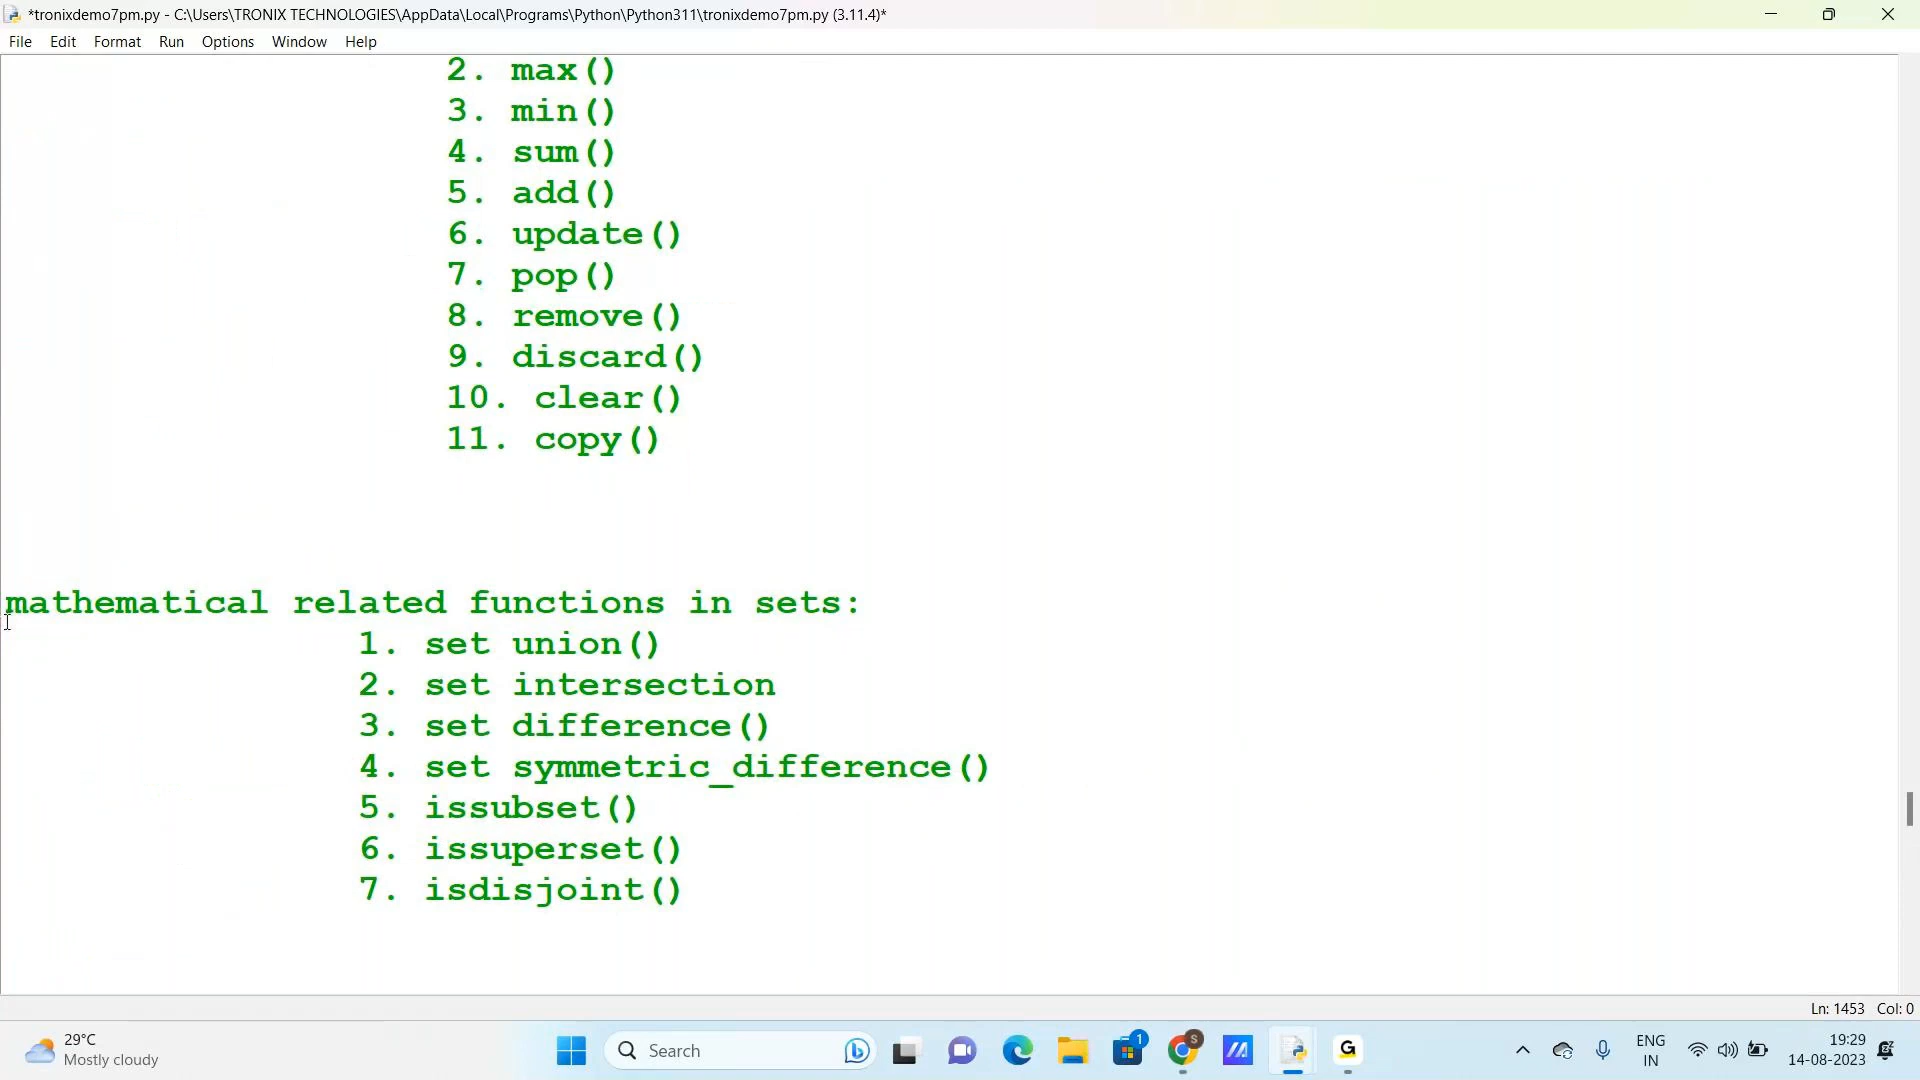 *tronixdemo7pm.py - C:\Users\TRONIX TECHNOLOGIES\AppData\Local\Programs\Python\Python311\tronixdemo7pm.py (3.11.4)*
File Edit Format Run Options Window Help
2. max()
3. min()
4. sum()
5. add()
6. update()
7. pop()
8. remove()
9. discard()
10. clear()
11. copy()
mathematical related functions in sets:
1. set union()
2. set intersection
3. set difference()
4. set symmetric_difference()
5. issubset()
6. issuperset()
7. isdisjoint()
Ln: 1453 Col: 0
29°C
Mostly cloudy
Search
1
S
G
ENG
IN
19:29
14-08-2023